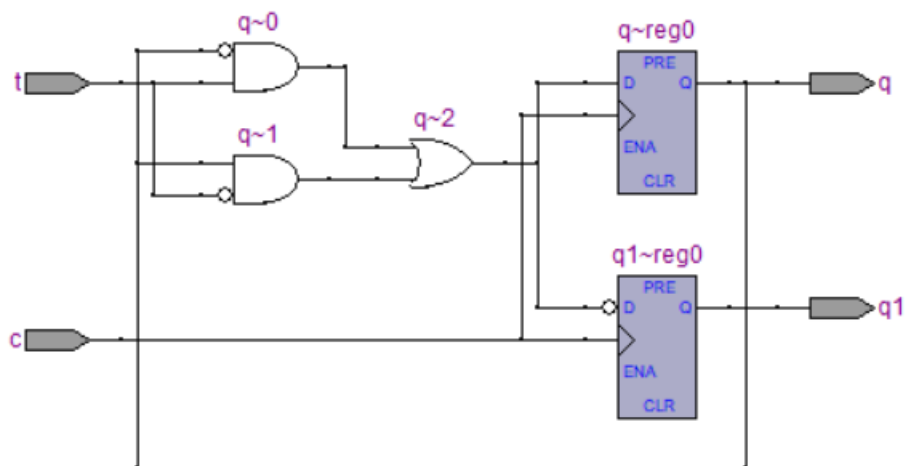 q~0
q~reg0
t
PRE
D
Q
q
q~1
q~2
ENA
CLR
q1~reg0
PRE
D
Q
q1
c
ENA
CLR